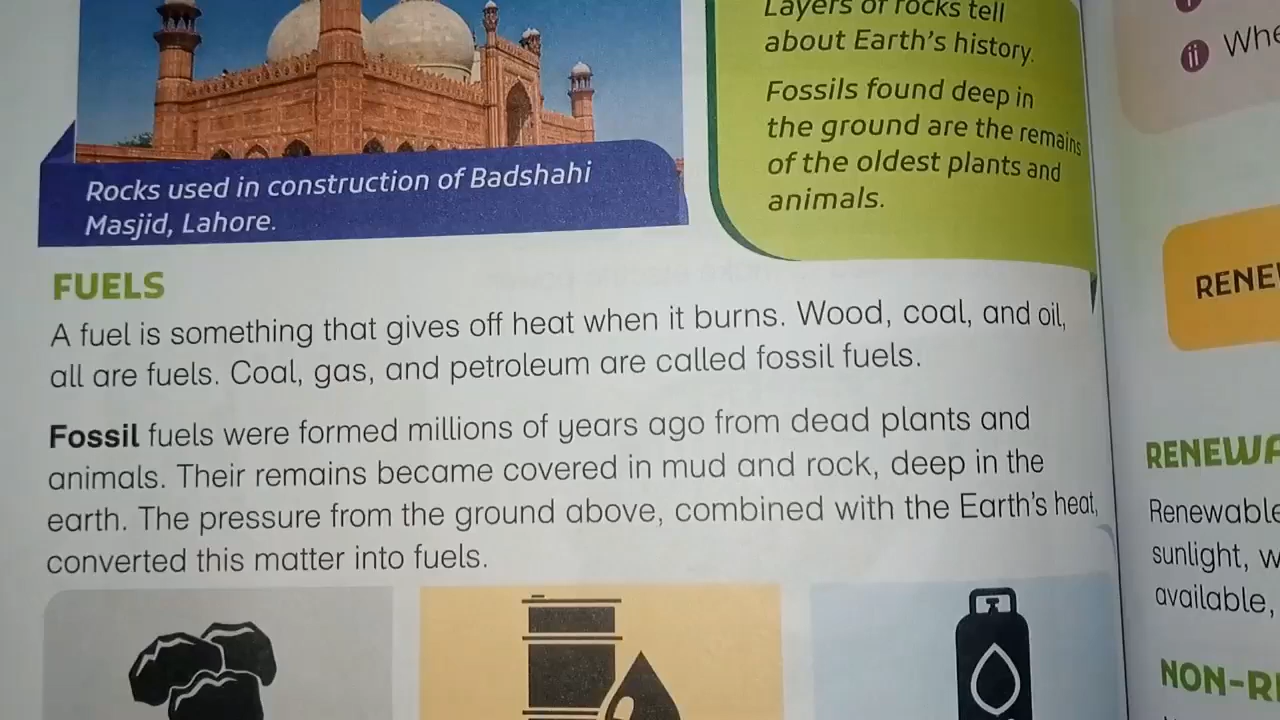 Rocks used in construction of Badshahi
Masjid, Lahore.
Layers of rocks tell
about Earth's history.
Fossils found deep in
the ground are the remains
of the oldest plants and
animals.
FUELS
A fuel is something that gives off heat when it burns. Wood, coal, and oil,
all are fuels. Coal, gas, and petroleum are called fossil fuels.
Fossil fuels were formed millions of years ago from dead plants and
animals. Their remains became covered in mud and rock, deep in the
earth. The pressure from the ground above, combined with the Earth's heat,
converted this matter into fuels.
ii
Renewable
sunlight,
available,